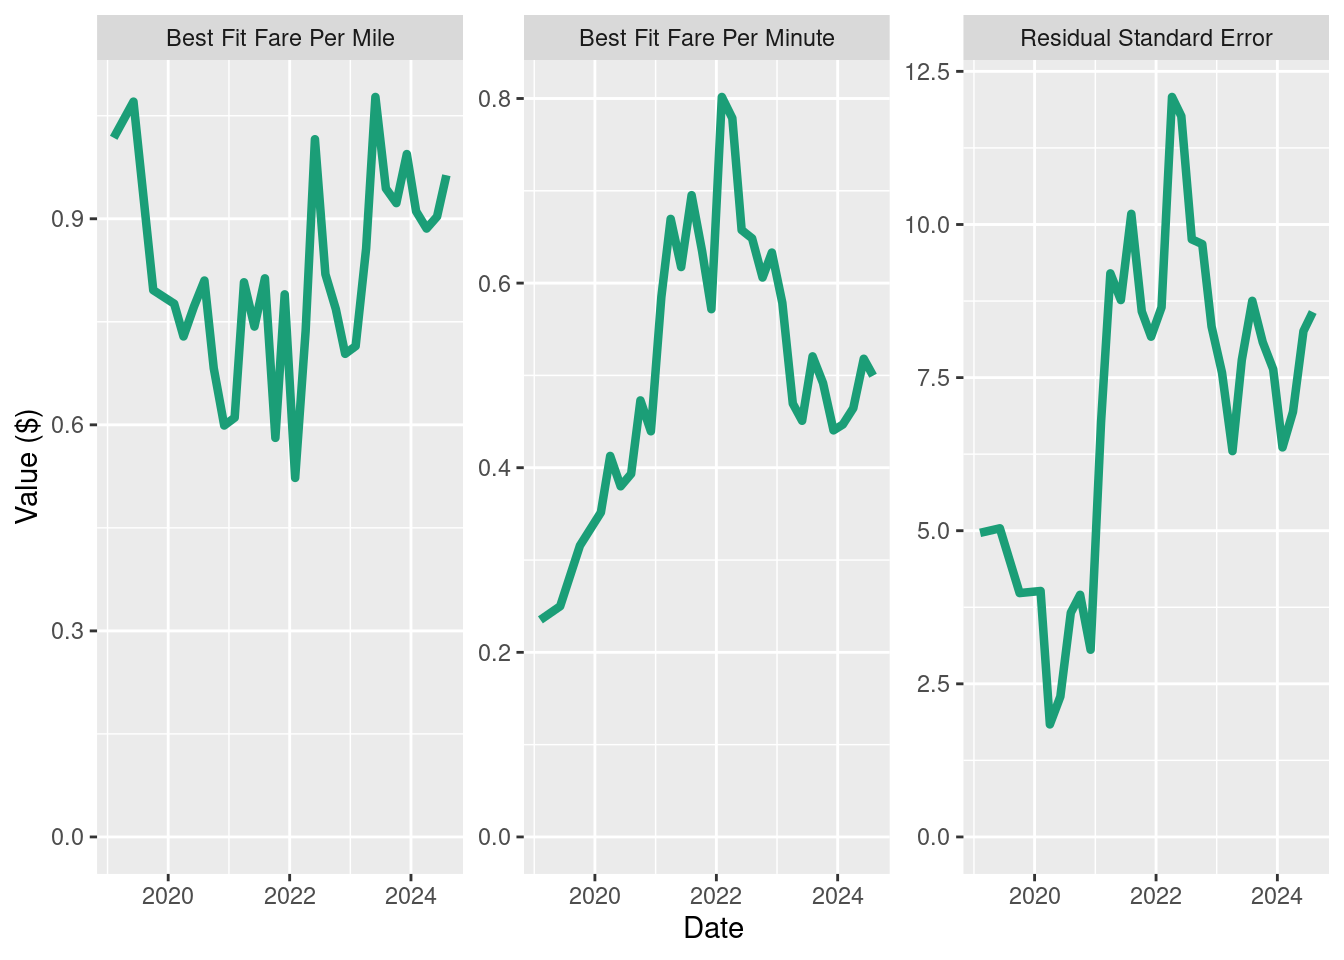 Best Fit Fare Per Mile
Best Fit Fare Per Minute
Residual Standard Error
Value ($)
0.9
0.6
0.3
0.0
0.8
0.6
0.4
0.2
0.0
12.5
10.0
7.5
5.0
2.5
0.0
2020 2022 2024
2020 2022 2024
2020 2022 2024
Date